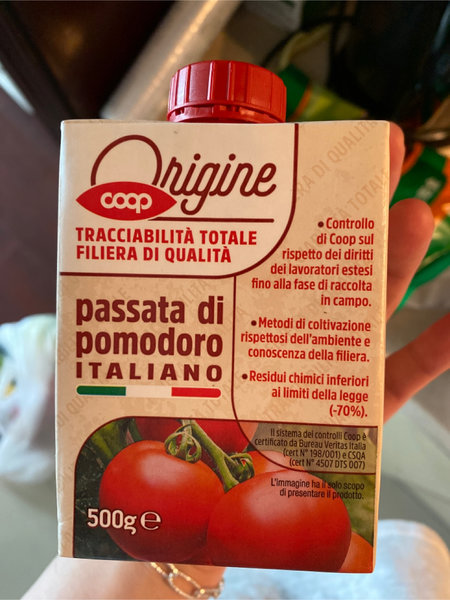 Origine
coop
TRACCIABILITÀ TOTALE
FILIERA DI QUALITÀ
passata di
pomodoro
ITALIANO
• Controllo
di Coop sul
rispetto dei diritti
dei lavoratori estesi
fino alla fase di raccolta
in campo.
• Metodi di coltivazione
rispettosi dell'ambiente e
conoscenza della filiera.
• Residui chimici inferiori
ai limiti della legge
(-70%).
Il sistema dei controlli Coop è
certificato da Bureau Veritas Italia
(cert N° 198/001) e CSQA
(cert N° 4507 DTS 007)
L'immagine ha il solo scopo
di presentare il prodotto.
500g e